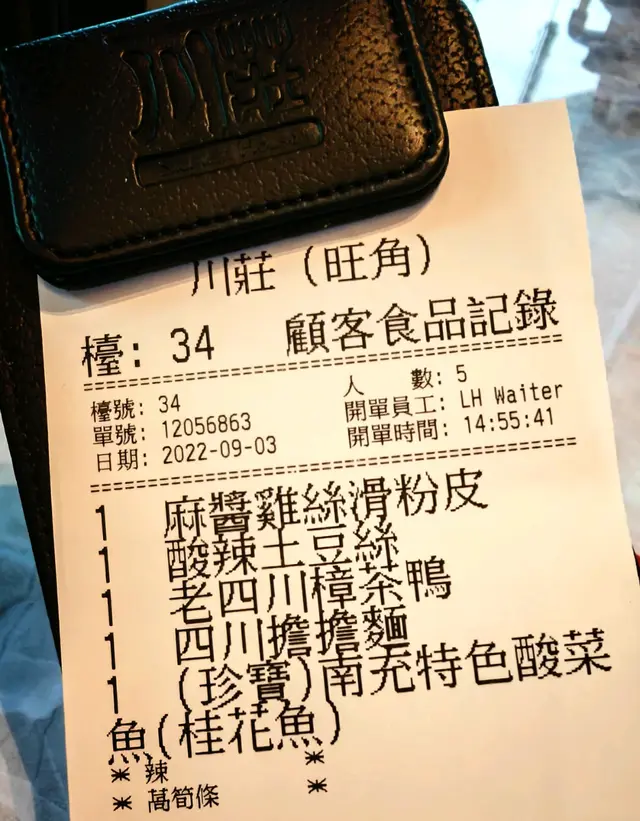 川莊
川莊 (旺角)
檯: 34 顧客食品記錄
檯號: 34 人 數: 5
單號: 12056863 開單員工: LH Waiter
日期: 2022-09-03 開單時間: 14:55:41
1 麻醬雞絲滑粉皮
1 酸辣土豆絲
1 老四川樟茶鴨
1 四川擔擔麵
1 (珍寶)南充特色酸菜
魚(桂花魚)
* 辣 *
* 萵筍條 *